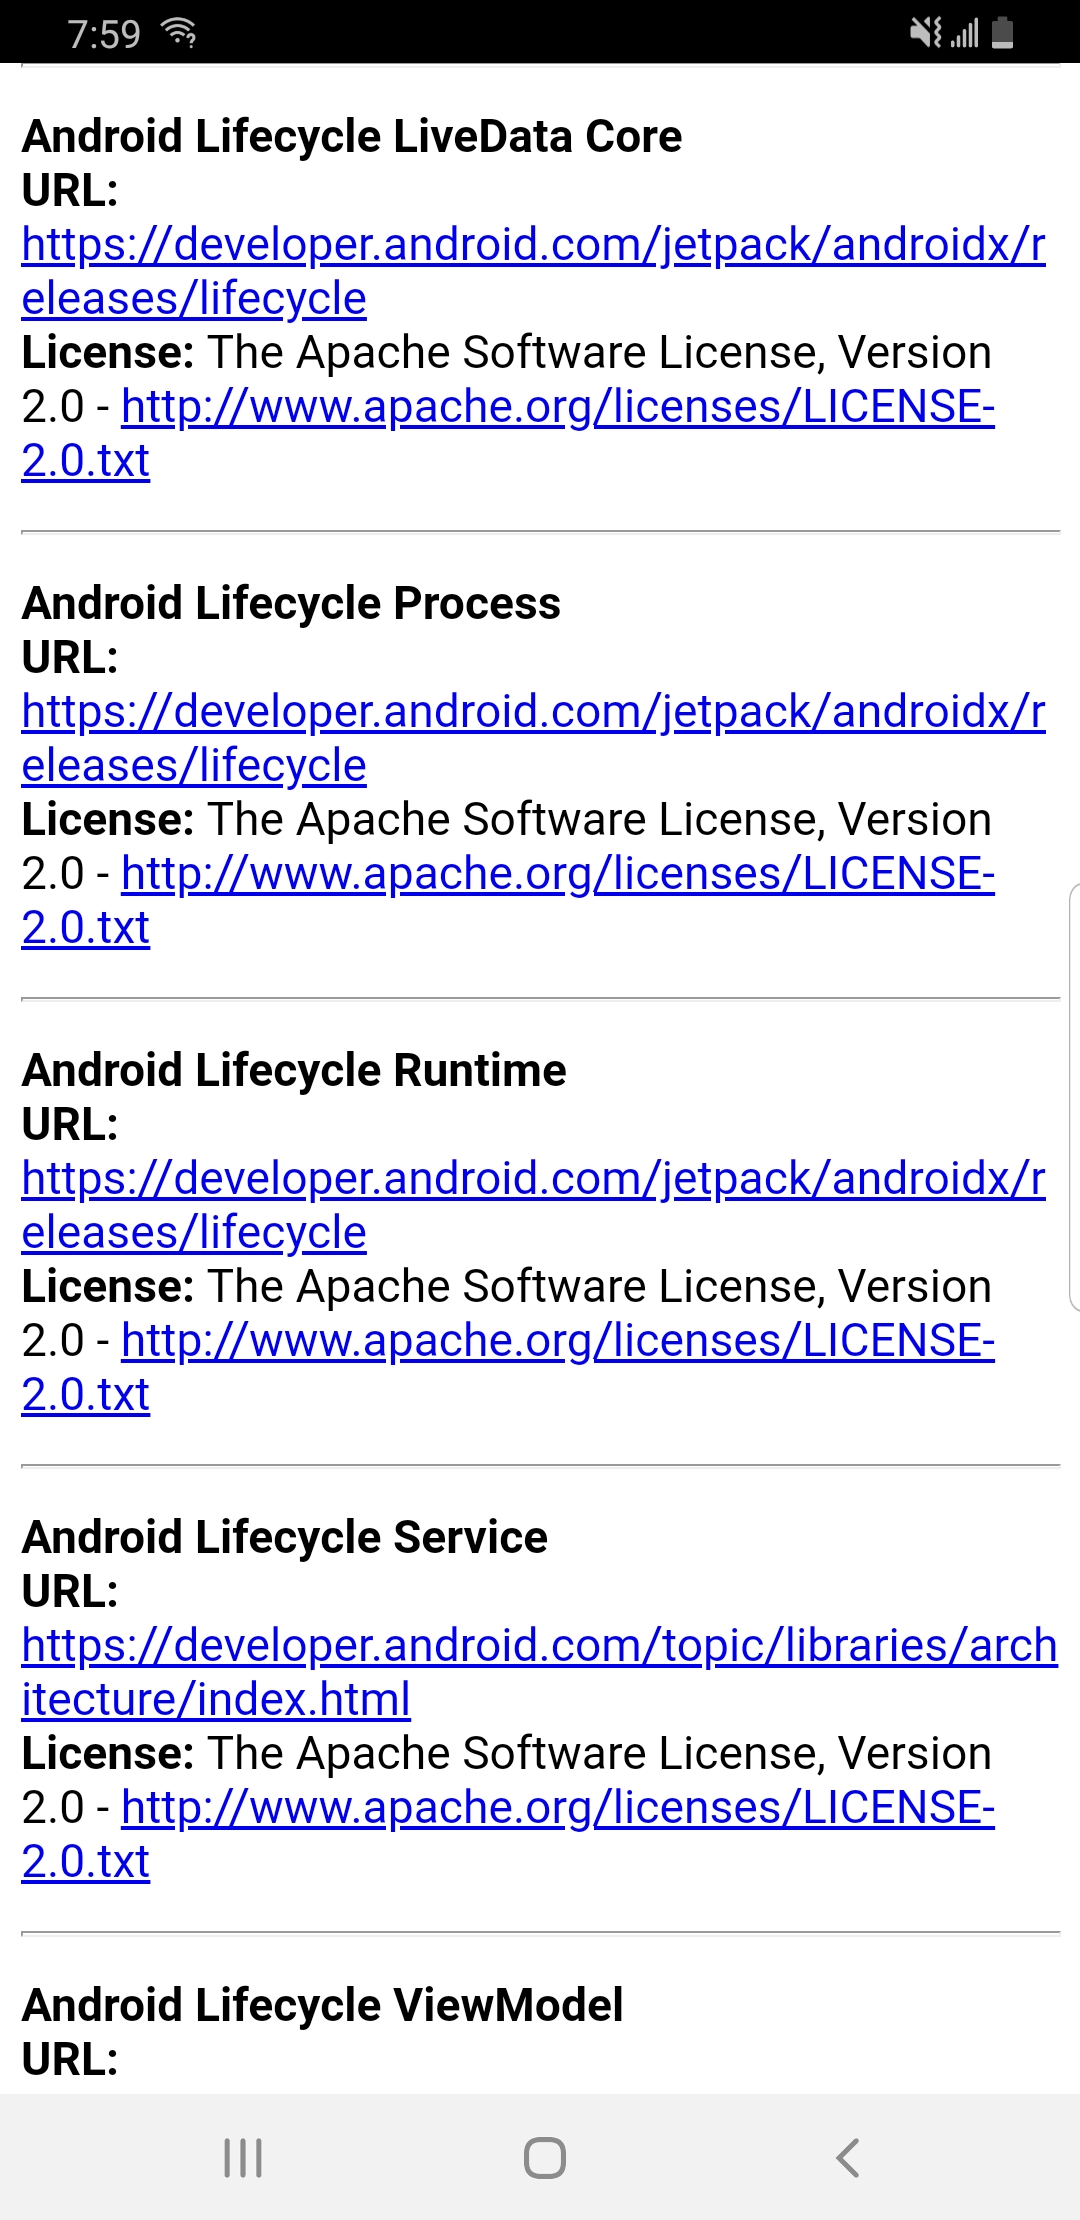 7:59
Android Lifecycle LiveData Core
URL:
https://developer.android.com/jetpack/androidx/r
eleases/lifecycle
License: The Apache Software License, Version
2.0 - http://www.apache.org/licenses/LICENSE-
2.0.txt
Android Lifecycle Process
URL:
https://developer.android.com/jetpack/androidx/r
eleases/lifecycle
License: The Apache Software License, Version
2.0 - http://www.apache.org/licenses/LICENSE-
2.0.txt
Android Lifecycle Runtime
URL:
https://developer.android.com/jetpack/androidx/r
eleases/lifecycle
License: The Apache Software License, Version
2.0 - http://www.apache.org/licenses/LICENSE-
2.0.txt
Android Lifecycle Service
URL:
https://developer.android.com/topic/libraries/arch
itecture/index.html
License: The Apache Software License, Version
2.0 - http://www.apache.org/licenses/LICENSE-
2.0.txt
Android Lifecycle ViewModel
URL: